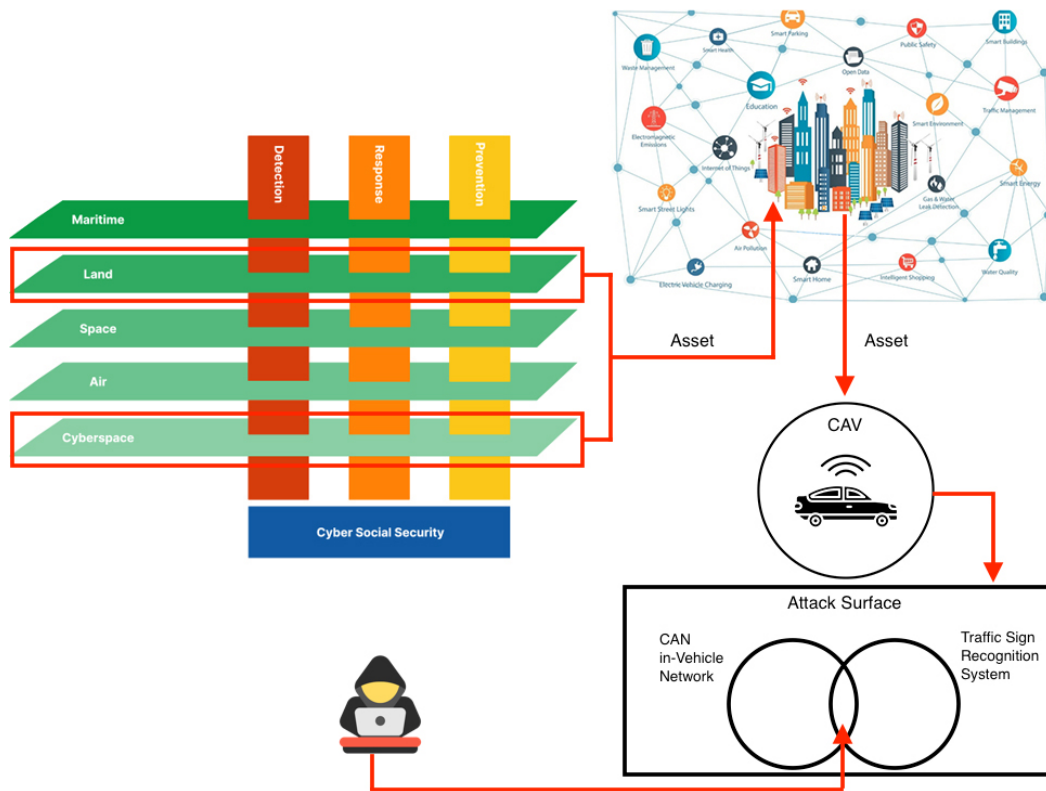 Detection
Response
Prevention
Maritime
Land
Space
Air
Cyberspace
Cyber Social Security
Smart Parking
Smart Health
Public Safety
Smart Buildings
Waste Management
Open Data
Education
Traffic Management
Electromagnetic
Emissions
Smart Environment
Internet of Things
Smart Energy
Smart Street Lights
Gas & Water
Leak Detection
Air Pollution
Electric Vehicle Charging
Smart Home
Intelligent Shopping
Water Quality
Asset
Asset
CAV
Attack Surface
CAN
in-Vehicle
Network
Traffic Sign
Recognition
System